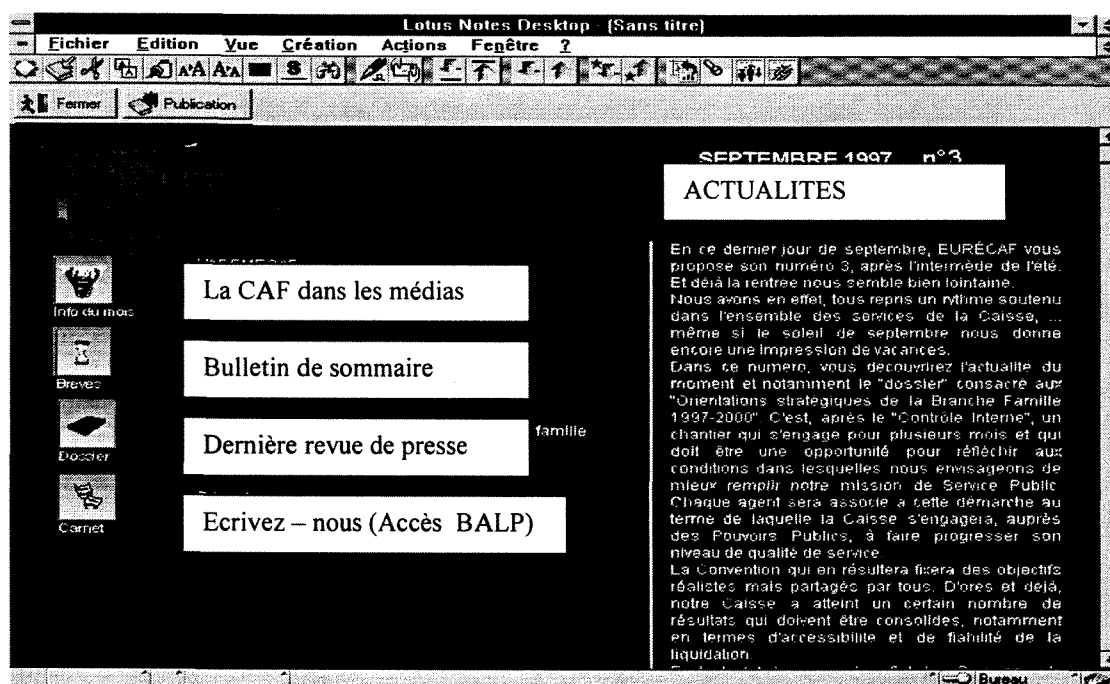 Lotus Notes Desktop - (Sans titre)
Fichier Edition Vue Création Actions Fenêtre ?
Fermer Publication
SEPTEMBRE 1997 n°3
ACTUALITES
Info du mois
La CAF dans les médias
Breves
Bulletin de sommaire
Dossier
Dernière revue de presse
famille
Carnet
Ecrivez – nous (Accès BALP)
En ce dernier jour de septembre, EURÉCAF vous
propose son numéro 3, après l'intermède de l'été.
Et déjà la rentrée nous semble bien lointaine.
Nous avons en effet, tous repris un rythme soutenu
dans l'ensemble des services de la Caisse, ...
même si le soleil de septembre nous donne
encore une impression de vacances.
Dans ce numero, vous decouvrirez l'actualité du
moment et notamment le "dossier" consacré aux
"Orientations stratégiques de la Branche Famille
1997-2000". C'est, après le "Contrôle Interne", un
chantier qui s'engage pour plusieurs mois et qui
doit être une opportunité pour réfléchir aux
conditions dans lesquelles nous envisageons de
mieux remplir notre mission de Service Public.
Chaque agent sera associé a cette démarche au
terme de laquelle la Caisse s'engagera, auprès
des Pouvoirs Publics, à faire progresser son
niveau de qualité de service.
La Convention qui en résultera fixera des objectifs
réalistes mais partagés par tous. D'ores et dejà,
notre Caisse a atteint un certain nombre de
résultats qui doivent être consolides, notamment
en termes d'accessibilite et de fiabilité de la
liquidation.
Bureau